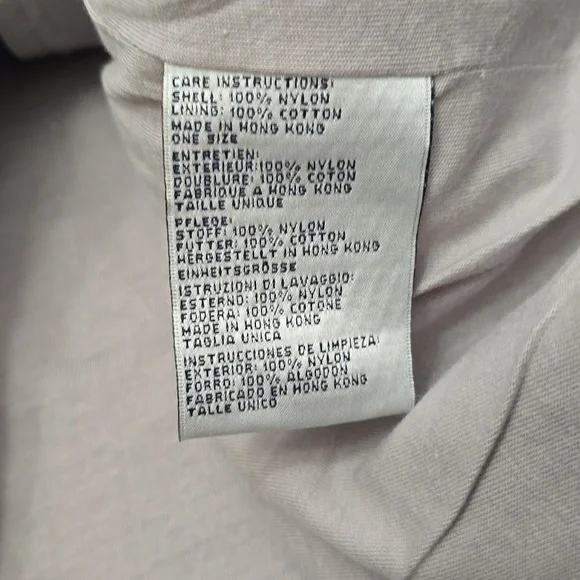 CARE INSTRUCTIONS:
SHELL: 100% NYLON
LINING: 100% COTTON
MADE IN HONG KONG
ONE SIZE
ENTRETIEN:
EXTERIEUR:100% NYLON
DOUBLURE: 100% COTON
FABRIQUE A HONG KONG
TAILLE UNIQUE
PFLEGE:
STOFF: 100% NYLON
FUTTER: 100% COTTON
HERGESTELLT IN HONG KONG
EINHEITSGRÖSSE
ISTRUZIONI DI LAVAGGIO:
ESTERNO: 100% NYLON
FODERA: 100% COTONE
MADE IN HONG KONG
TAGLIA UNICA
INSTRUCCIONES DE LIMPIEZA:
EXTERIOR: 100% NYLON
FORRO: 100% ALGODON
FABRICADO EN HONG KONG
TALLE UNICO